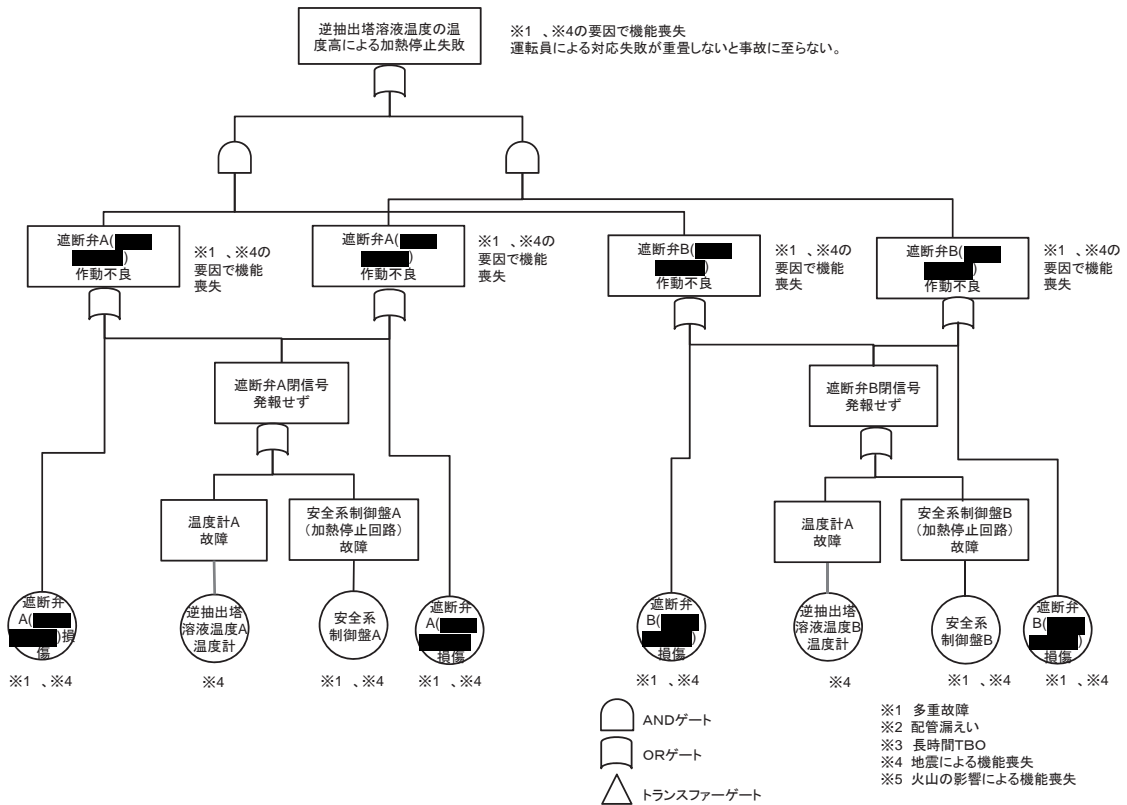 逆抽出塔溶液温度の温
度高による加熱停止失敗
※1 、※4の要因で機能喪失
運転員による対応失敗が重畳しないと事故に至らない。
遮断弁A(
)
作動不良
※1 、※4の
要因で機能
喪失
遮断弁A(
)
作動不良
※1 、※4の
要因で機能
喪失
遮断弁B(
)
作動不良
※1 、※4の
要因で機能
喪失
遮断弁B(
)
作動不良
※1 、※4の
要因で機能
喪失
遮断弁A閉信号
発報せず
遮断弁B閉信号
発報せず
温度計A
故障
安全系制御盤A
（加熱停止回路）
故障
温度計A
故障
安全系制御盤B
（加熱停止回路）
故障
遮断弁
A(
)損
傷
※1 、※4
逆抽出塔
溶液温度A
温度計
※4
安全系
制御盤A
※1 、※4
遮断弁
A(
)
損傷
※1 、※4
遮断弁
B(
)
損傷
※1 、※4
逆抽出塔
溶液温度B
温度計
※4
安全系
制御盤B
※1 、※4
遮断弁
B(
)
損傷
※1 、※4
ANDゲート
ORゲート
トランスファーゲート
※1 多重故障
※2 配管漏えい
※3 長時間TBO
※4 地震による機能喪失
※5 火山の影響による機能喪失